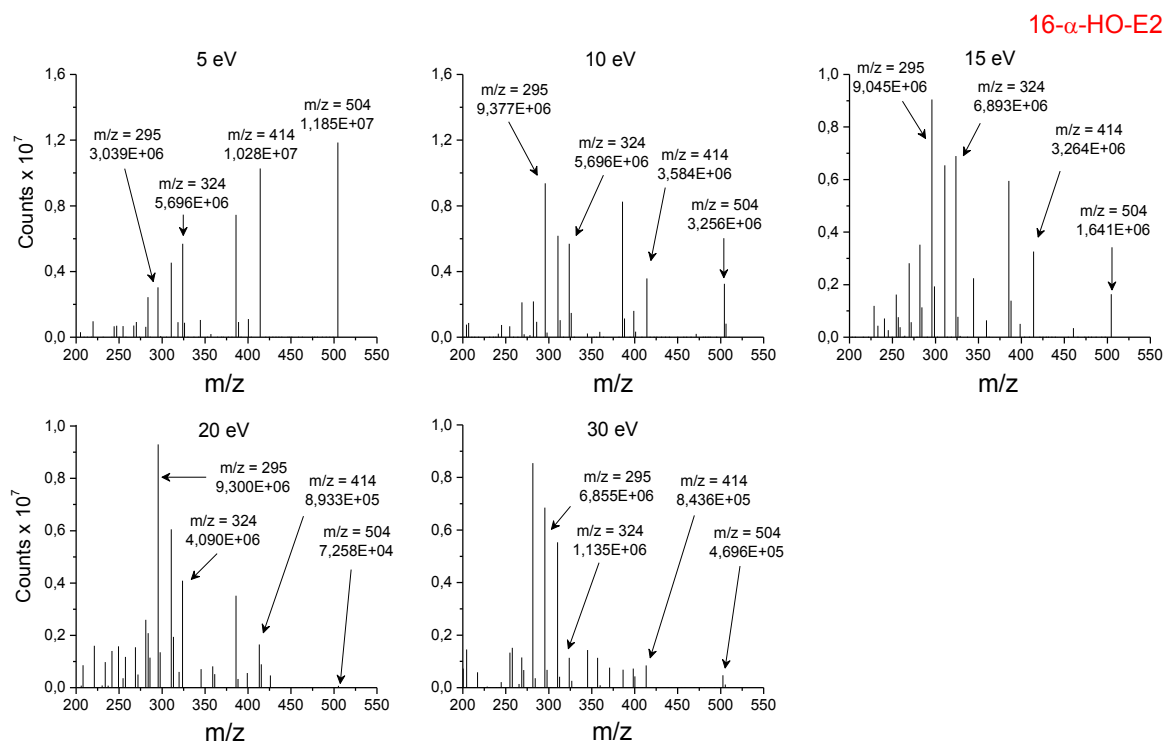 16-α-HO-E2
5 eV
Counts x 10^7
1,6
1,2
0,8
0,4
0,0
m/z = 295
3,039E+06
m/z = 324
5,696E+06
m/z = 414
1,028E+07
m/z = 504
1,185E+07
200 250 300 350 400 450 500 550
m/z
10 eV
1,6
1,2
0,8
0,4
0,0
m/z = 295
9,377E+06
m/z = 324
5,696E+06
m/z = 414
3,584E+06
m/z = 504
3,256E+06
200 250 300 350 400 450 500 550
m/z
15 eV
1,0
0,8
0,6
0,4
0,2
0,0
m/z = 295
9,045E+06
m/z = 324
6,893E+06
m/z = 414
3,264E+06
m/z = 504
1,641E+06
200 250 300 350 400 450 500 550
m/z
20 eV
Counts x 10^7
1,0
0,8
0,6
0,4
0,2
0,0
m/z = 295
9,300E+06
m/z = 324
4,090E+06
m/z = 414
8,933E+05
m/z = 504
7,258E+04
200 250 300 350 400 450 500 550
m/z
30 eV
1,0
0,8
0,6
0,4
0,2
0,0
m/z = 295
6,855E+06
m/z = 324
1,135E+06
m/z = 414
8,436E+05
m/z = 504
4,696E+05
200 250 300 350 400 450 500 550
m/z